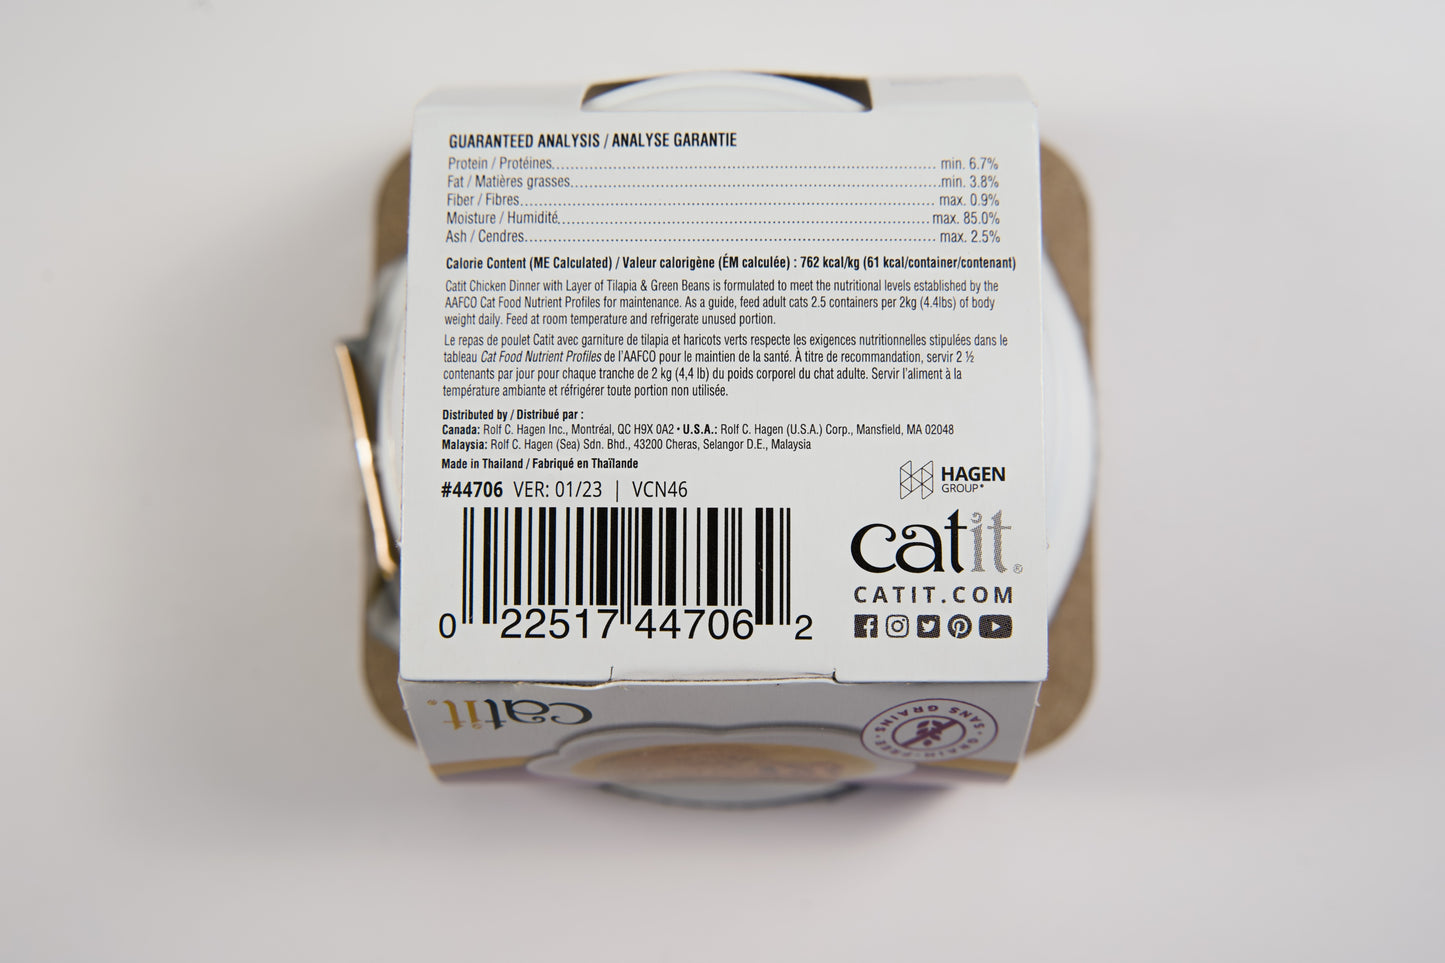 GUARANTEED ANALYSIS / ANALYSE GARANTIE
Protein / Protéines................ min. 6.7%
Fat / Matières grasses................min. 3.8%
Fiber / Fibres................ max. 0.9%
Moisture / Humidité................ max. 85.0%
Ash / Cendres................ max. 2.5%
Calorie Content (ME Calculated) / Valeur calorigène (ÉM calculée) : 762 kcal/kg (61 kcal/container/contenant)
Catit Chicken Dinner with Layer of Tilapia & Green Beans is formulated to meet the nutritional levels established by the
AAFCO Cat Food Nutrient Profiles for maintenance. As a guide, feed adult cats 2.5 containers per 2kg (4.4lbs) of body
weight daily. Feed at room temperature and refrigerate unused portion.
Le repas de poulet Catit avec garniture de tilapia et haricots verts respecte les exigences nutritionnelles stipulées dans le
tableau Cat Food Nutrient Profiles de l'AAFCO pour le maintien de la santé. À titre de recommandation, servir 2 ½
contenants par jour pour chaque tranche de 2 kg (4,4 lb) du poids corporel du chat adulte. Servir l'aliment à la
température ambiante et réfrigérer toute portion non utilisée.
Distributed by / Distribué par :
Canada: Rolf C. Hagen Inc., Montréal, QC H9X 0A2 • U.S.A.: Rolf C. Hagen (U.S.A.) Corp., Mansfield, MA 02048
Malaysia: Rolf C. Hagen (Sea) Sdn. Bhd., 43200 Cheras, Selangor D.E., Malaysia
Made in Thailand / Fabriqué en Thaïlande
#44706 VER: 01/23 | VCN46
HAGEN
GROUP*
catit®
CATIT.COM
0 22517 44706 2
catit®
GRAIN-FREE • SANS GRAINS •